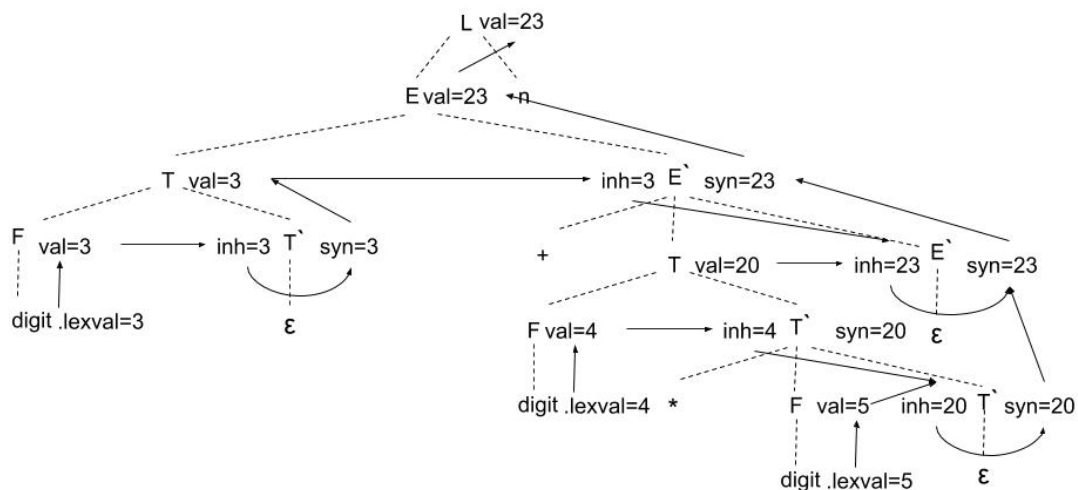 L val=23
E val=23 n
T val=3 inh=3 E` syn=23
F val=3 inh=3 T` syn=3 + T val=20 inh=23 E` syn=23
digit .lexval=3 ε F val=4 inh=4 T` syn=20 ε
digit .lexval=4 * F val=5 inh=20 T` syn=20
digit .lexval=5 ε